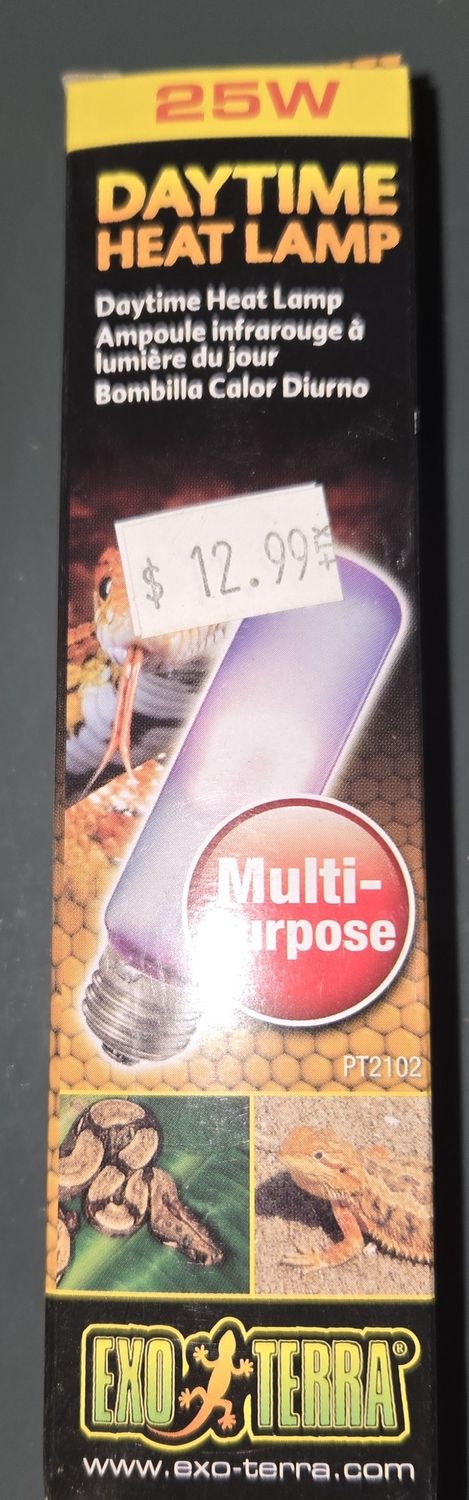 25W
DAYTIME
HEAT LAMP
Daytime Heat Lamp
Ampoule infrarouge à
lumière du jour
Bombilla Calor Diurno
$ 12.99
Multi-
PT2102
EXO TERRA®
www.exo-terra.com